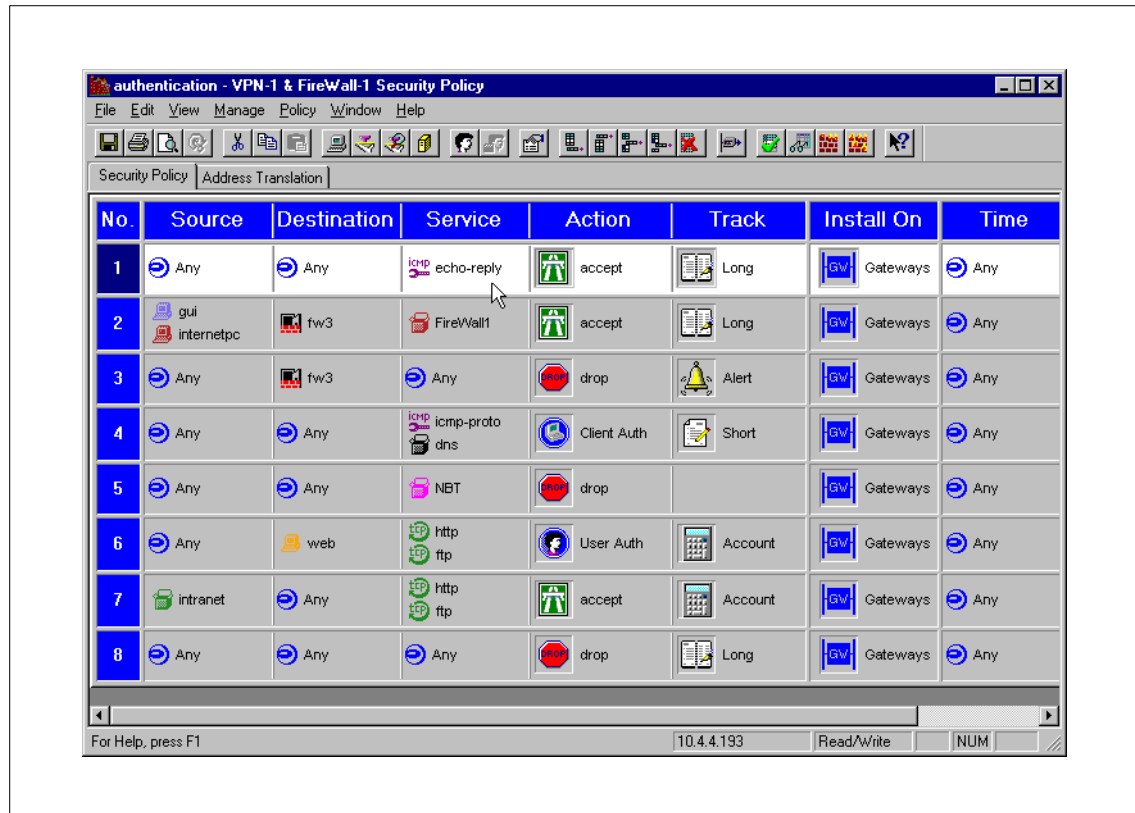 authentication - VPN-1 & FireWall-1 Security Policy
File Edit View Manage Policy Window Help
Security Policy Address Translation
No. Source Destination Service Action Track Install On Time
1 Any Any icmp echo-reply accept Long GW Gateways Any
2 gui internetpc fw3 FireWall1 accept Long GW Gateways Any
3 Any fw3 Any DROP drop Alert GW Gateways Any
4 Any Any icmp icmp-proto dns Client Auth Short GW Gateways Any
5 Any Any NBT DROP drop GW Gateways Any
6 Any web TCP http TCP ftp User Auth Account GW Gateways Any
7 intranet Any TCP http TCP ftp accept Account GW Gateways Any
8 Any Any Any DROP drop Long GW Gateways Any
For Help, press F1 10.4.4.193 Read/Write NUM